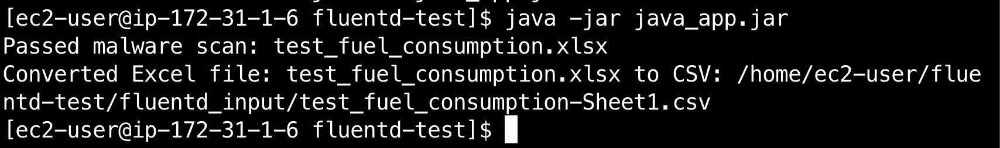 [ec2-user@ip-172-31-1-6 fluentd-test]$ java -jar java_app.jar
Passed malware scan: test_fuel_consumption.xlsx
Converted Excel file: test_fuel_consumption.xlsx to CSV: /home/ec2-user/flue
ntd-test/fluentd_input/test_fuel_consumption-Sheet1.csv
[ec2-user@ip-172-31-1-6 fluentd-test]$